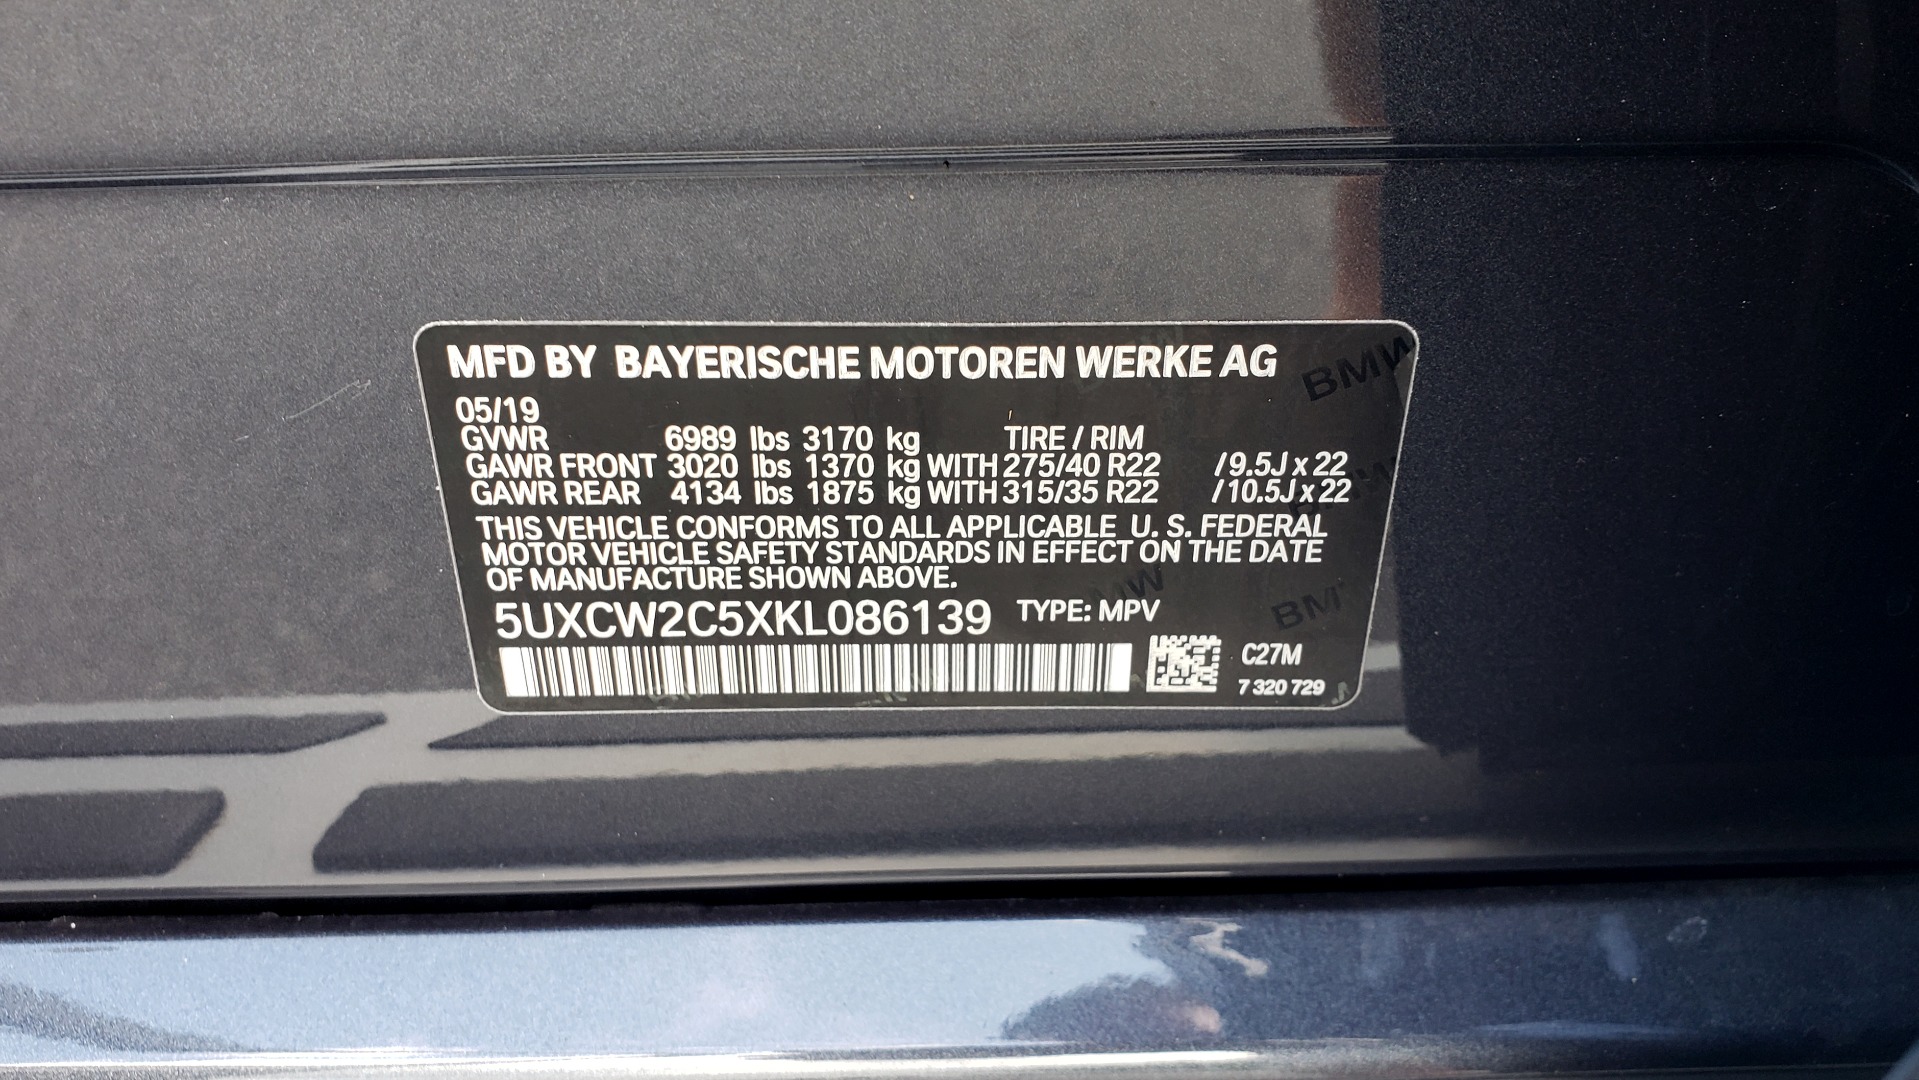 MFD BY BAYERISCHE MOTOREN WERKE AG
BMW
05/19
GVWR 6989 lbs 3170 kg TIRE / RIM
GAWR FRONT 3020 lbs 1370 kg WITH 275/40 R22 /9.5J x 22
GAWR REAR 4134 lbs 1875 kg WITH 315/35 R22 /10.5J x 22
THIS VEHICLE CONFORMS TO ALL APPLICABLE U. S. FEDERAL
MOTOR VEHICLE SAFETY STANDARDS IN EFFECT ON THE DATE
OF MANUFACTURE SHOWN ABOVE.
5UXCW2C5XKL086139 TYPE: MPV
BMW
C27M
7 320 729